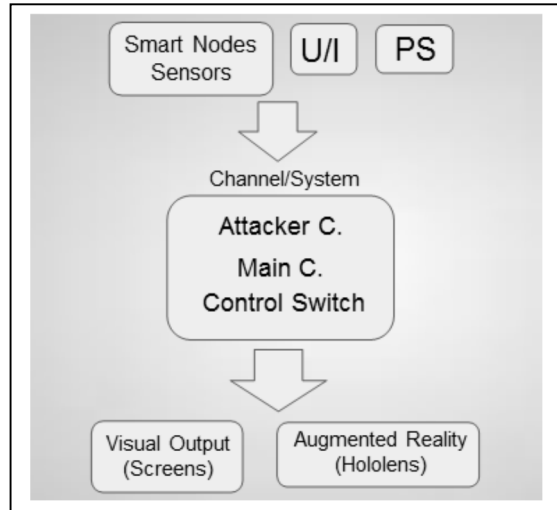 Smart Nodes
Sensors
U/I
PS
Channel/System
Attacker C.
Main C.
Control Switch
Visual Output
(Screens)
Augmented Reality
(Hololens)